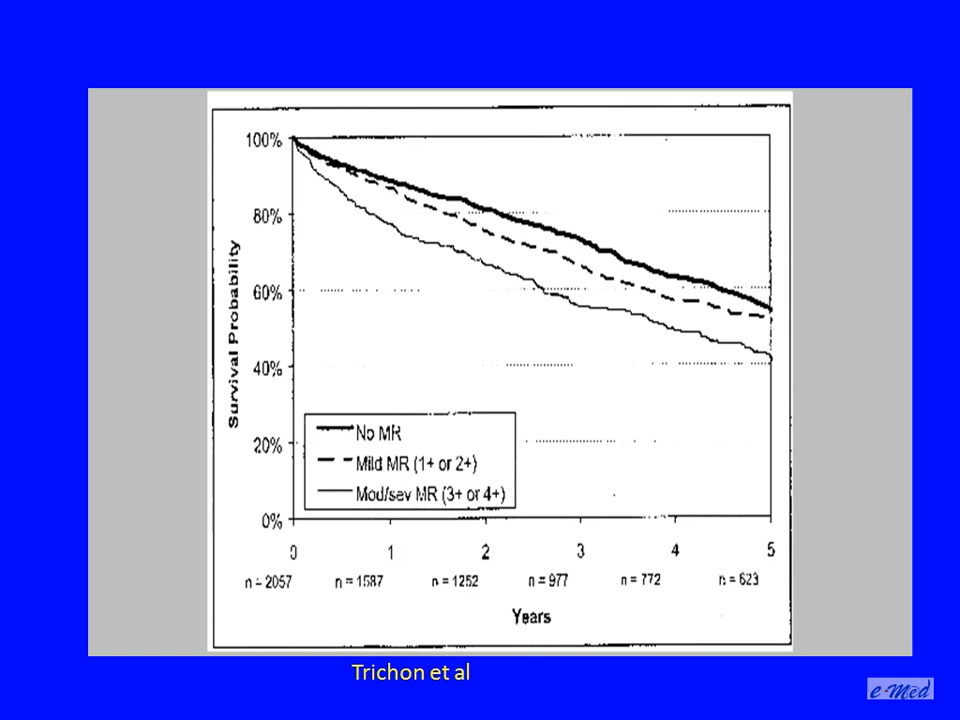 100%
80%
60%
40%
20%
0%
Survival Probability
No MR
Mild MR (1+ or 2+)
Mod/sev MR (3+ or 4+)
0 1 2 3 4 5
n = 2057 n = 1587 n = 1252 n = 977 n = 772 n = 623
Years
Trichon et al
e-Med